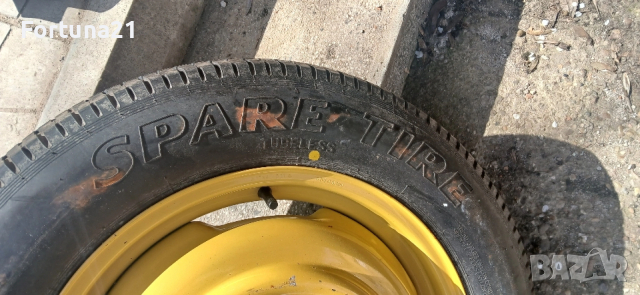 Fortuna21
SPARE TIRE
TUBELESS
BAZAR